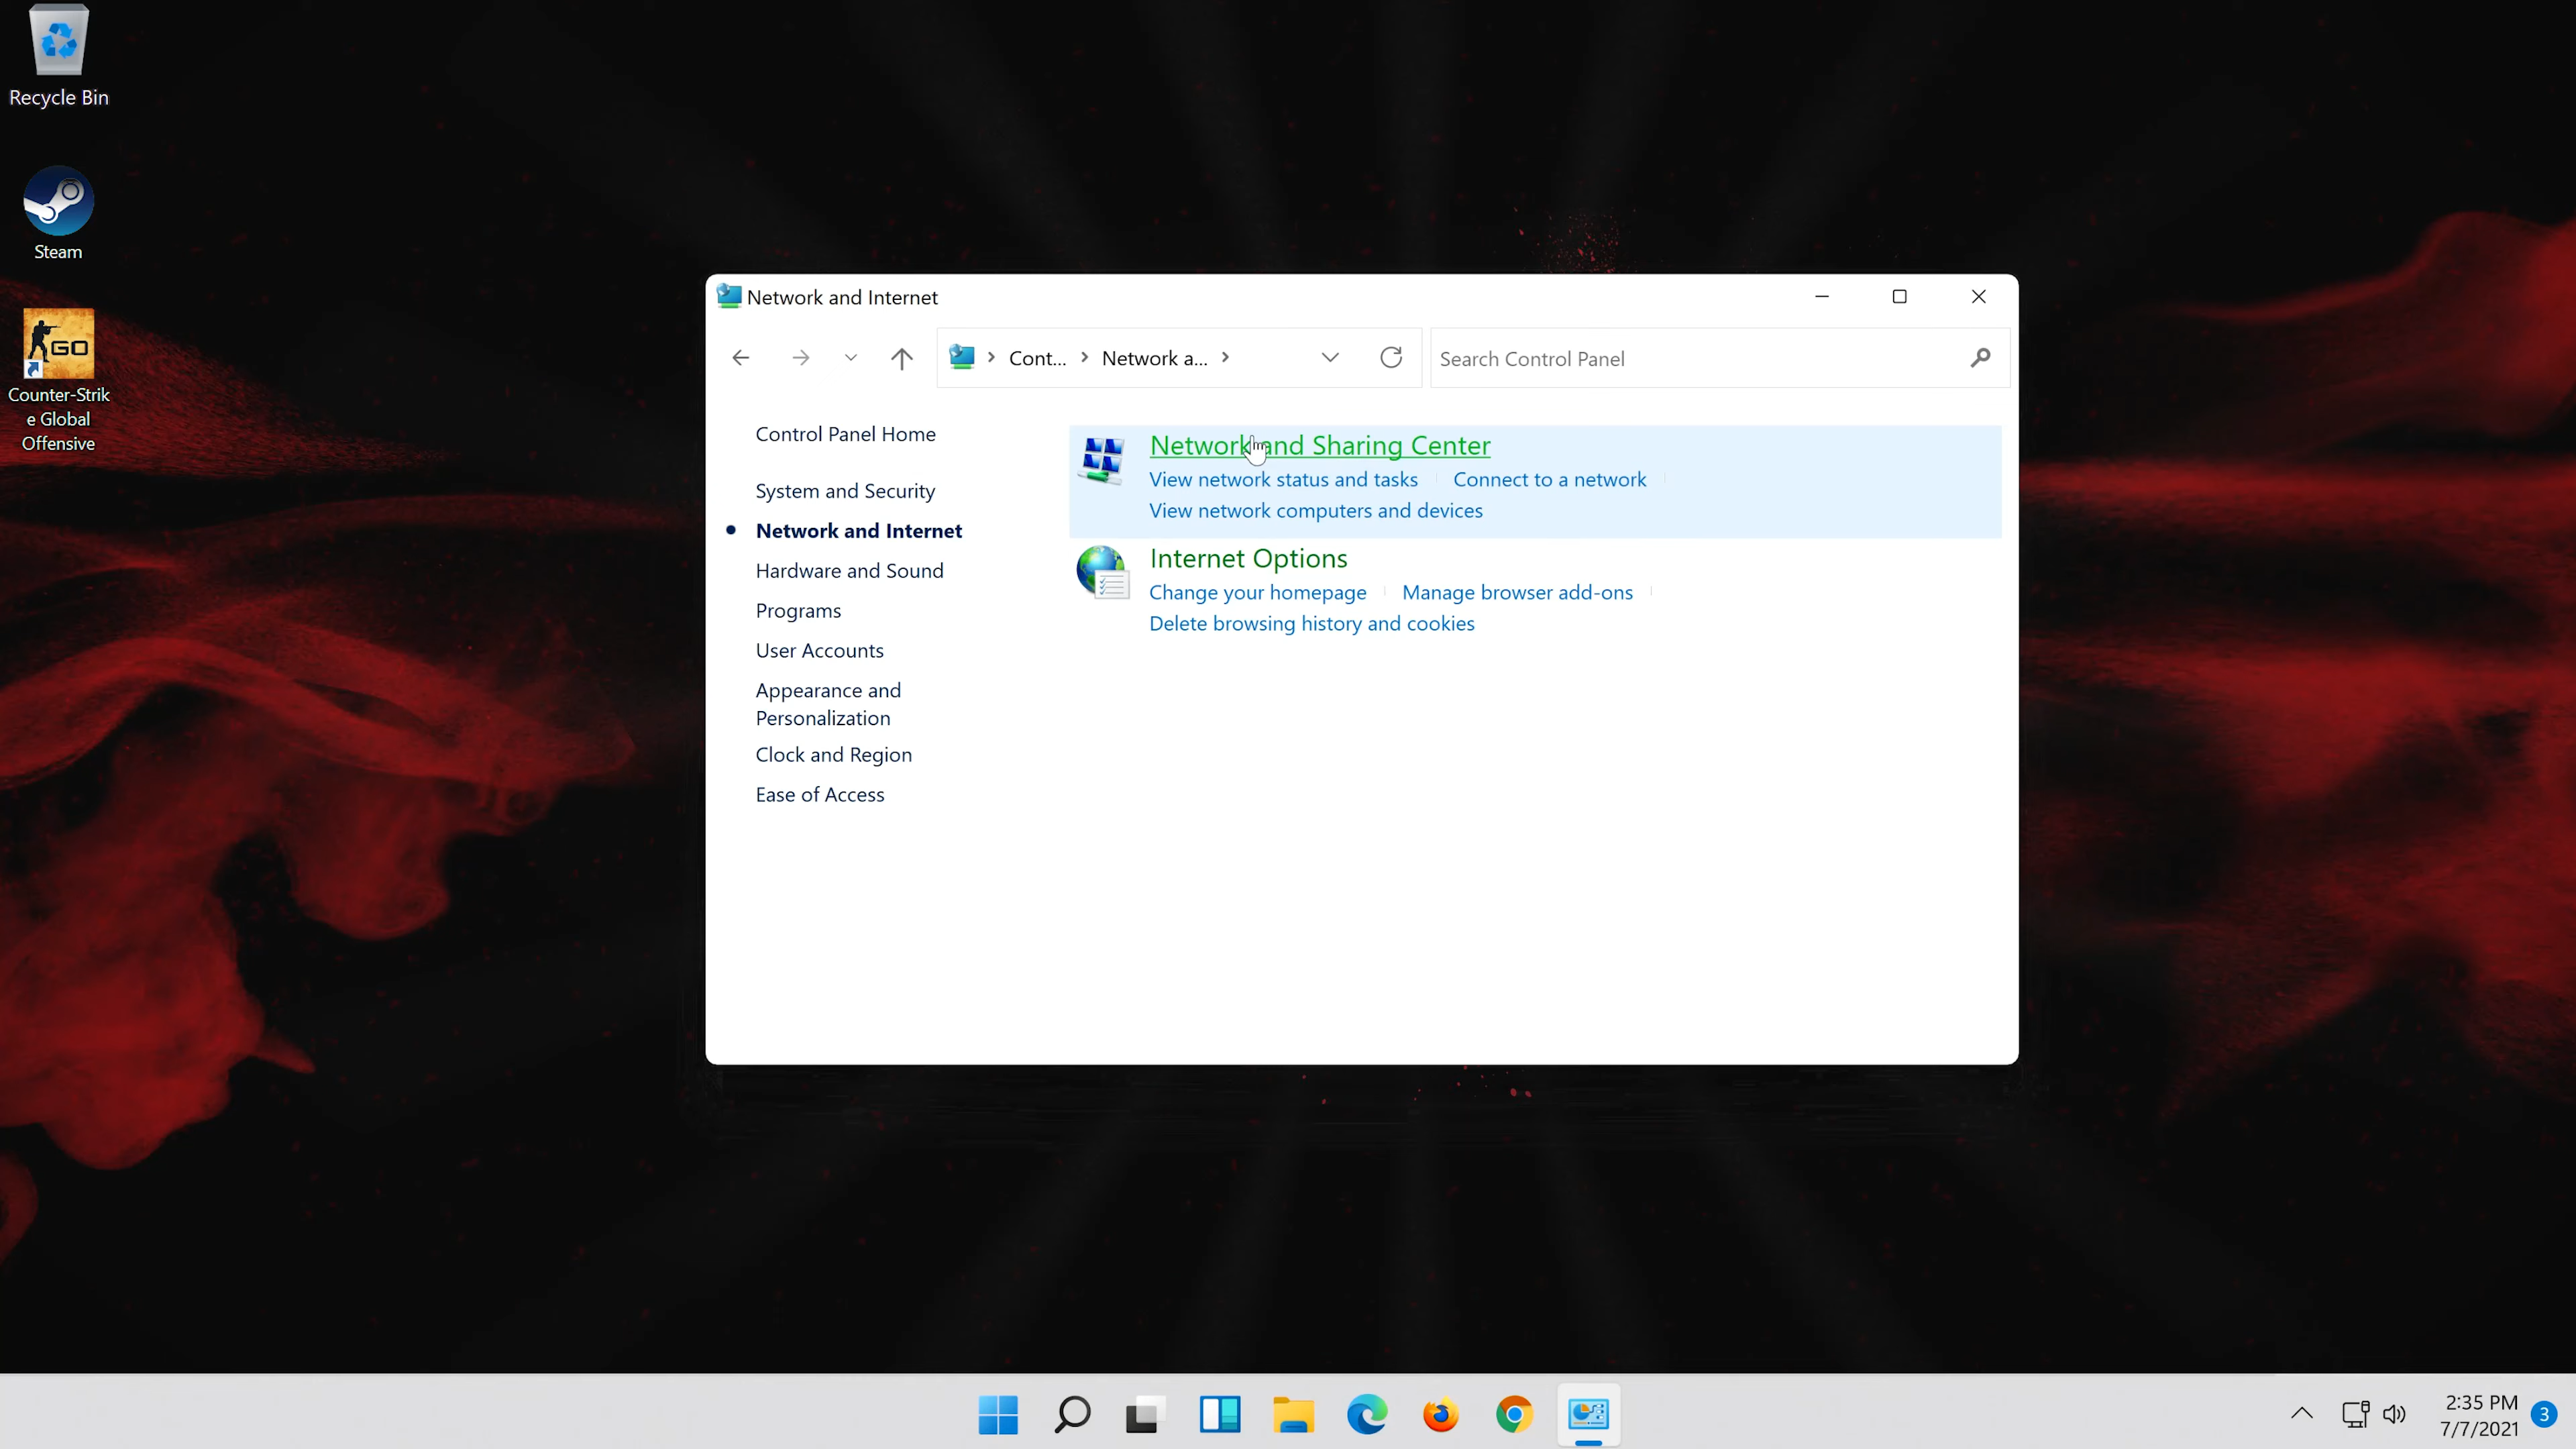 Recycle Bin
Steam
GO
Counter-Strik
e Global
Offensive
Network and Internet
Cont...
Network a...
Search Control Panel
Control Panel Home
System and Security
Network and Internet
Hardware and Sound
Programs
User Accounts
Appearance and
Personalization
Clock and Region
Ease of Access
Network and Sharing Center
View network status and tasks
Connect to a network
View network computers and devices
Internet Options
Change your homepage
Manage browser add-ons
Delete browsing history and cookies
2:35 PM
7/7/2021
3